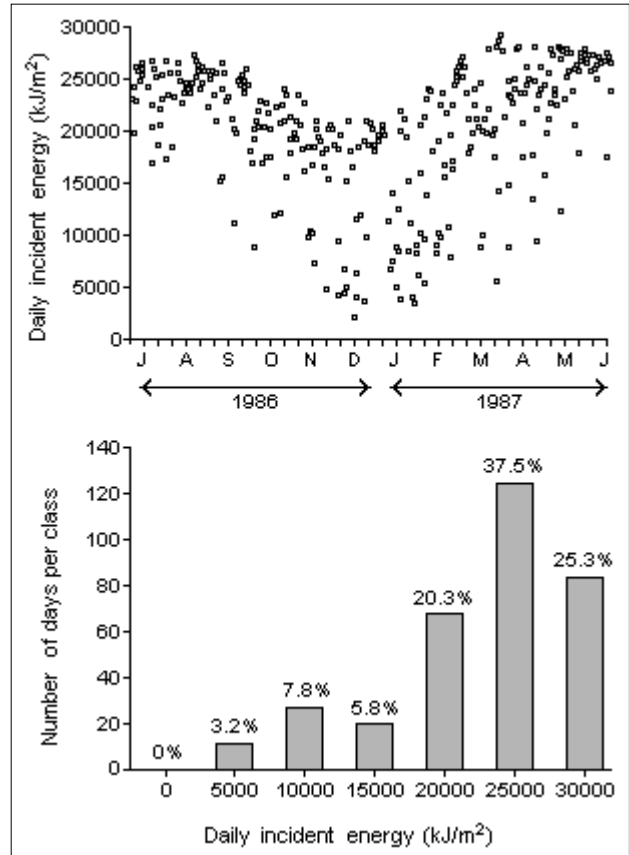 Daily incident energy (kJ/m²)
30000
25000
20000
15000
10000
5000
0
J A S O N D J F M A M J
1986 1987
Number of days per class
140
120
100
80
60
40
20
0
0% 3.2% 7.8% 5.8% 20.3% 37.5% 25.3%
0 5000 10000 15000 20000 25000 30000
Daily incident energy (kJ/m²)